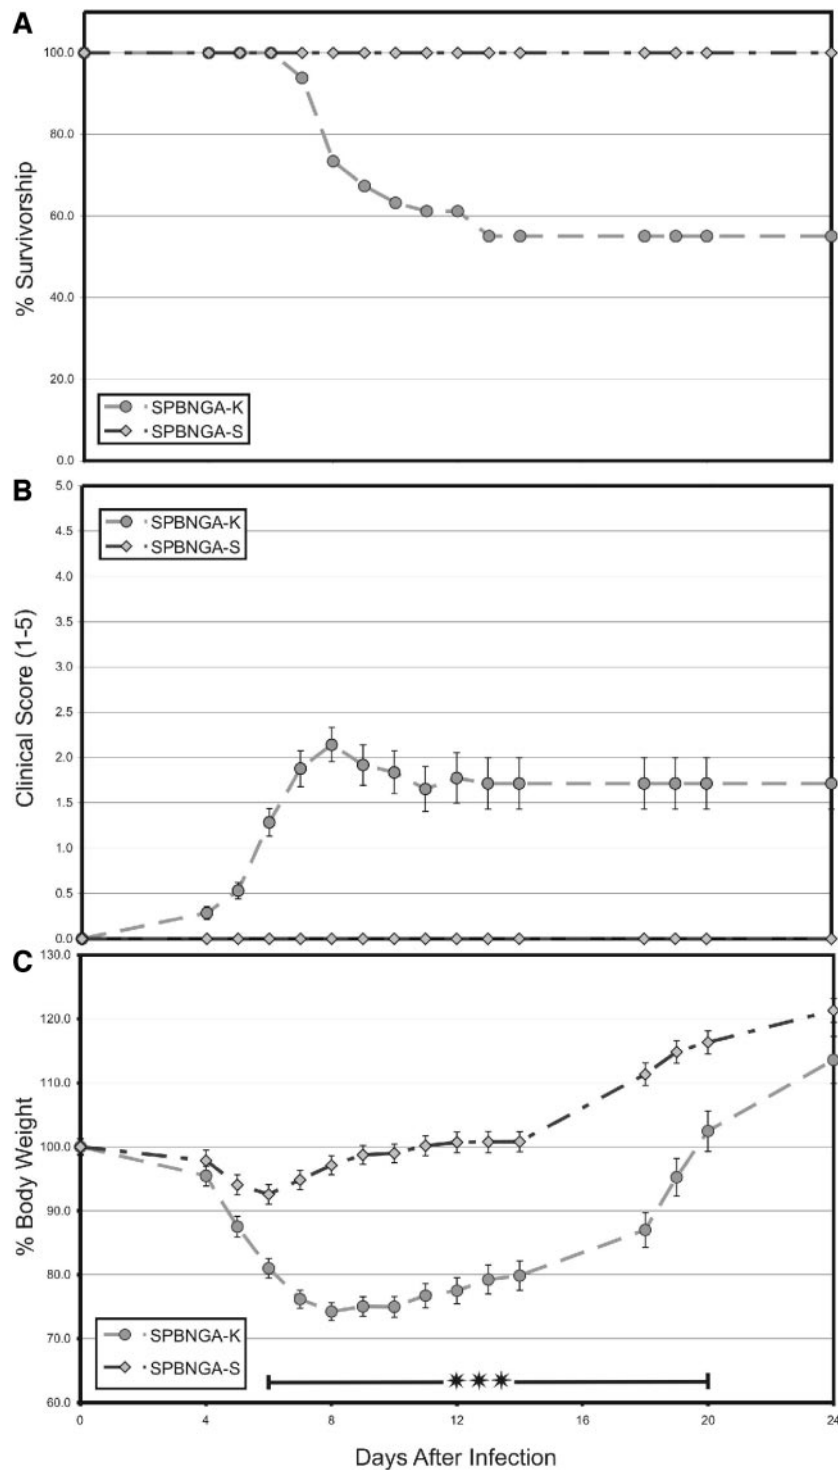 A
100.0
80.0
60.0
40.0
20.0
0.0
% Survivorship
SPBNGA-K
SPBNGA-S
B
5.0
4.5
4.0
3.5
3.0
2.5
2.0
1.5
1.0
0.5
0.0
Clinical Score (1-5)
SPBNGA-K
SPBNGA-S
C
130.0
120.0
110.0
100.0
90.0
80.0
70.0
60.0
% Body Weight
SPBNGA-K
SPBNGA-S
0 4 8 12 16 20 24
Days After Infection